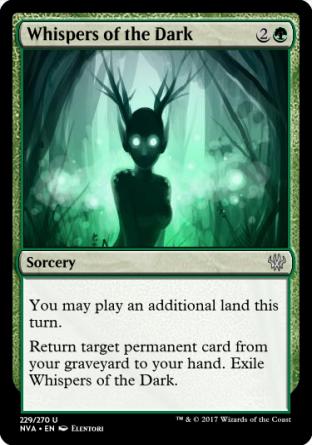 Whispers of the Dark 2
Sorcery
You may play an additional land this
turn.
Return target permanent card from
your graveyard to your hand. Exile
Whispers of the Dark.
229/270 U
NVA • EN ELENTORI
™ & © 2017 Wizards of the Coast